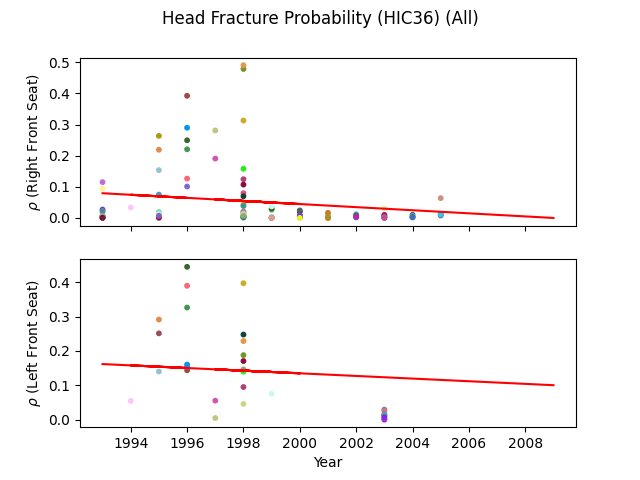 Head Fracture Probability (HIC36) (All)
0.5
0.4
0.3
0.2
0.1
0.0
ρ (Right Front Seat)
0.4
0.3
0.2
0.1
0.0
ρ (Left Front Seat)
1994 1996 1998 2000 2002 2004 2006 2008
Year